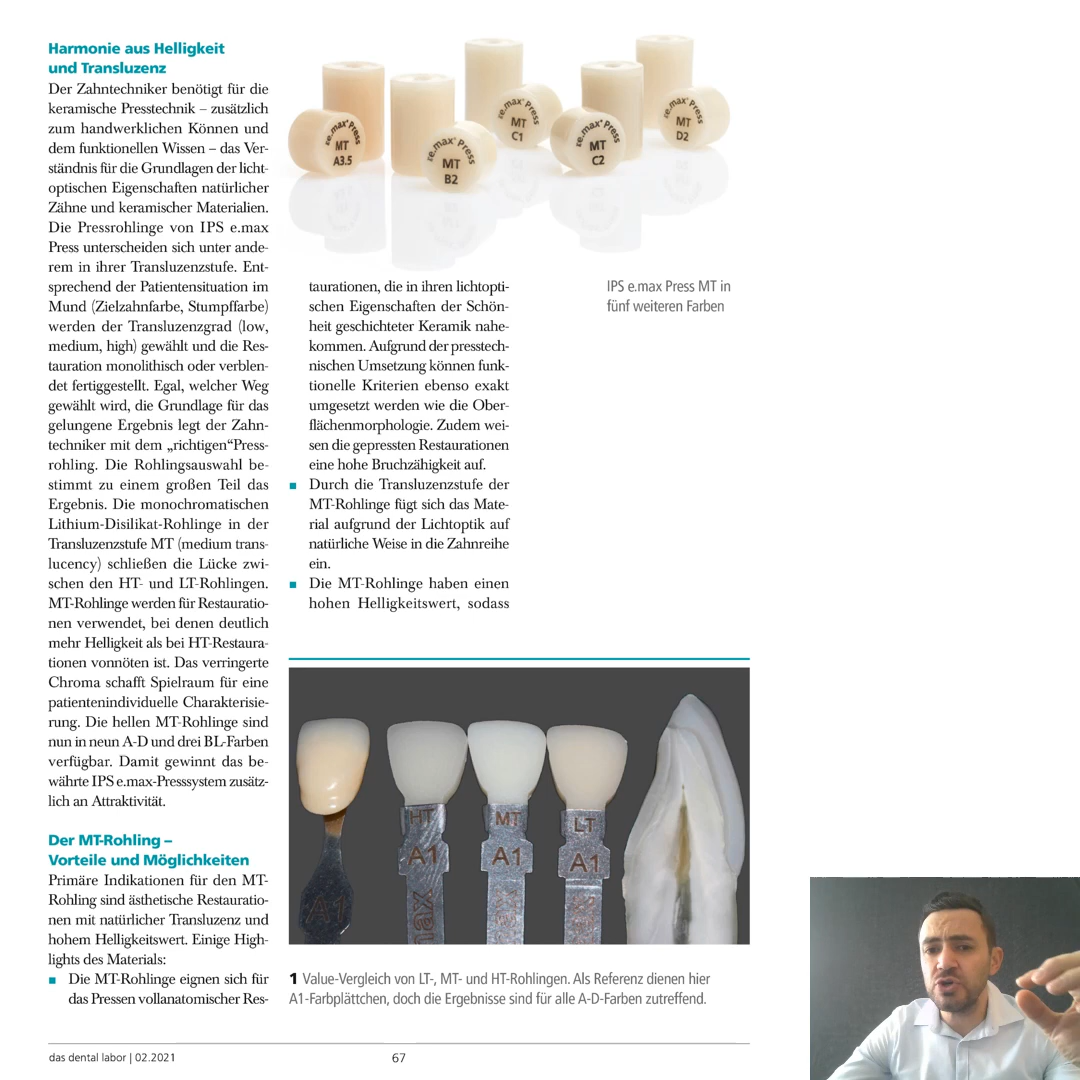 Harmonie aus Helligkeit
und Transluzenz
Der Zahntechniker benötigt für die
keramische Presstechnik – zusätzlich
zum handwerklichen Können und
dem funktionellen Wissen – das Ver-
ständnis für die Grundlagen der licht-
optischen Eigenschaften natürlicher
Zähne und keramischer Materialien.
Die Pressrohlinge von IPS e.max
Press unterscheiden sich unter ande-
rem in ihrer Transluzenzstufe. Ent-
sprechend der Patientensituation im
Mund (Zielzahnfarbe, Stumpffarbe)
werden der Transluzenzgrad (low,
medium, high) gewählt und die Res-
tauration monolithisch oder verblen-
det fertiggestellt. Egal, welcher Weg
gewählt wird, die Grundlage für das
gelungene Ergebnis legt der Zahn-
techniker mit dem „richtigen“Press-
rohling. Die Rohlingsauswahl be-
stimmt zu einem großen Teil das
Ergebnis. Die monochromatischen
Lithium-Disilikat-Rohlinge in der
Transluzenzstufe MT (medium trans-
lucency) schließen die Lücke zwi-
schen den HT- und LT-Rohlingen.
MT-Rohlinge werden für Restauratio-
nen verwendet, bei denen deutlich
mehr Helligkeit als bei HT-Restaura-
tionen vonnöten ist. Das verringerte
Chroma schafft Spielraum für eine
patientenindividuelle Charakterisie-
rung. Die hellen MT-Rohlinge sind
nun in neun A-D und drei BL-Farben
verfügbar. Damit gewinnt das be-
währte IPS e.max-Presssystem zusätz-
lich an Attraktivität.
Der MT-Rohling –
Vorteile und Möglichkeiten
Primäre Indikationen für den MT-
Rohling sind ästhetische Restauratio-
nen mit natürlicher Transluzenz und
hohem Helligkeitswert. Einige High-
lights des Materials:
■ Die MT-Rohlinge eignen sich für
das Pressen vollanatomischer Res-
e.max® Press
MT
A3.5
e.max® Press
MT
B2
e.max® Press
MT
C1
e.max® Press
MT
C2
e.max® Press
MT
D2
IPS e.max Press MT in
fünf weiteren Farben
taurationen, die in ihren lichtopti-
schen Eigenschaften der Schön-
heit geschichteter Keramik nahe-
kommen. Aufgrund der presstech-
nischen Umsetzung können funk-
tionelle Kriterien ebenso exakt
umgesetzt werden wie die Ober-
flächenmorphologie. Zudem wei-
sen die gepressten Restaurationen
eine hohe Bruchzähigkeit auf.
■ Durch die Transluzenzstufe der
MT-Rohlinge fügt sich das Mate-
rial aufgrund der Lichtoptik auf
natürliche Weise in die Zahnreihe
ein.
■ Die MT-Rohlinge haben einen
hohen Helligkeitswert, sodass
A1
HT
A1
max
MT
A1
max
LT
A1
max
1 Value-Vergleich von LT-, MT- und HT-Rohlingen. Als Referenz dienen hier
A1-Farbplättchen, doch die Ergebnisse sind für alle A-D-Farben zutreffend.
das dental labor | 02.2021
67